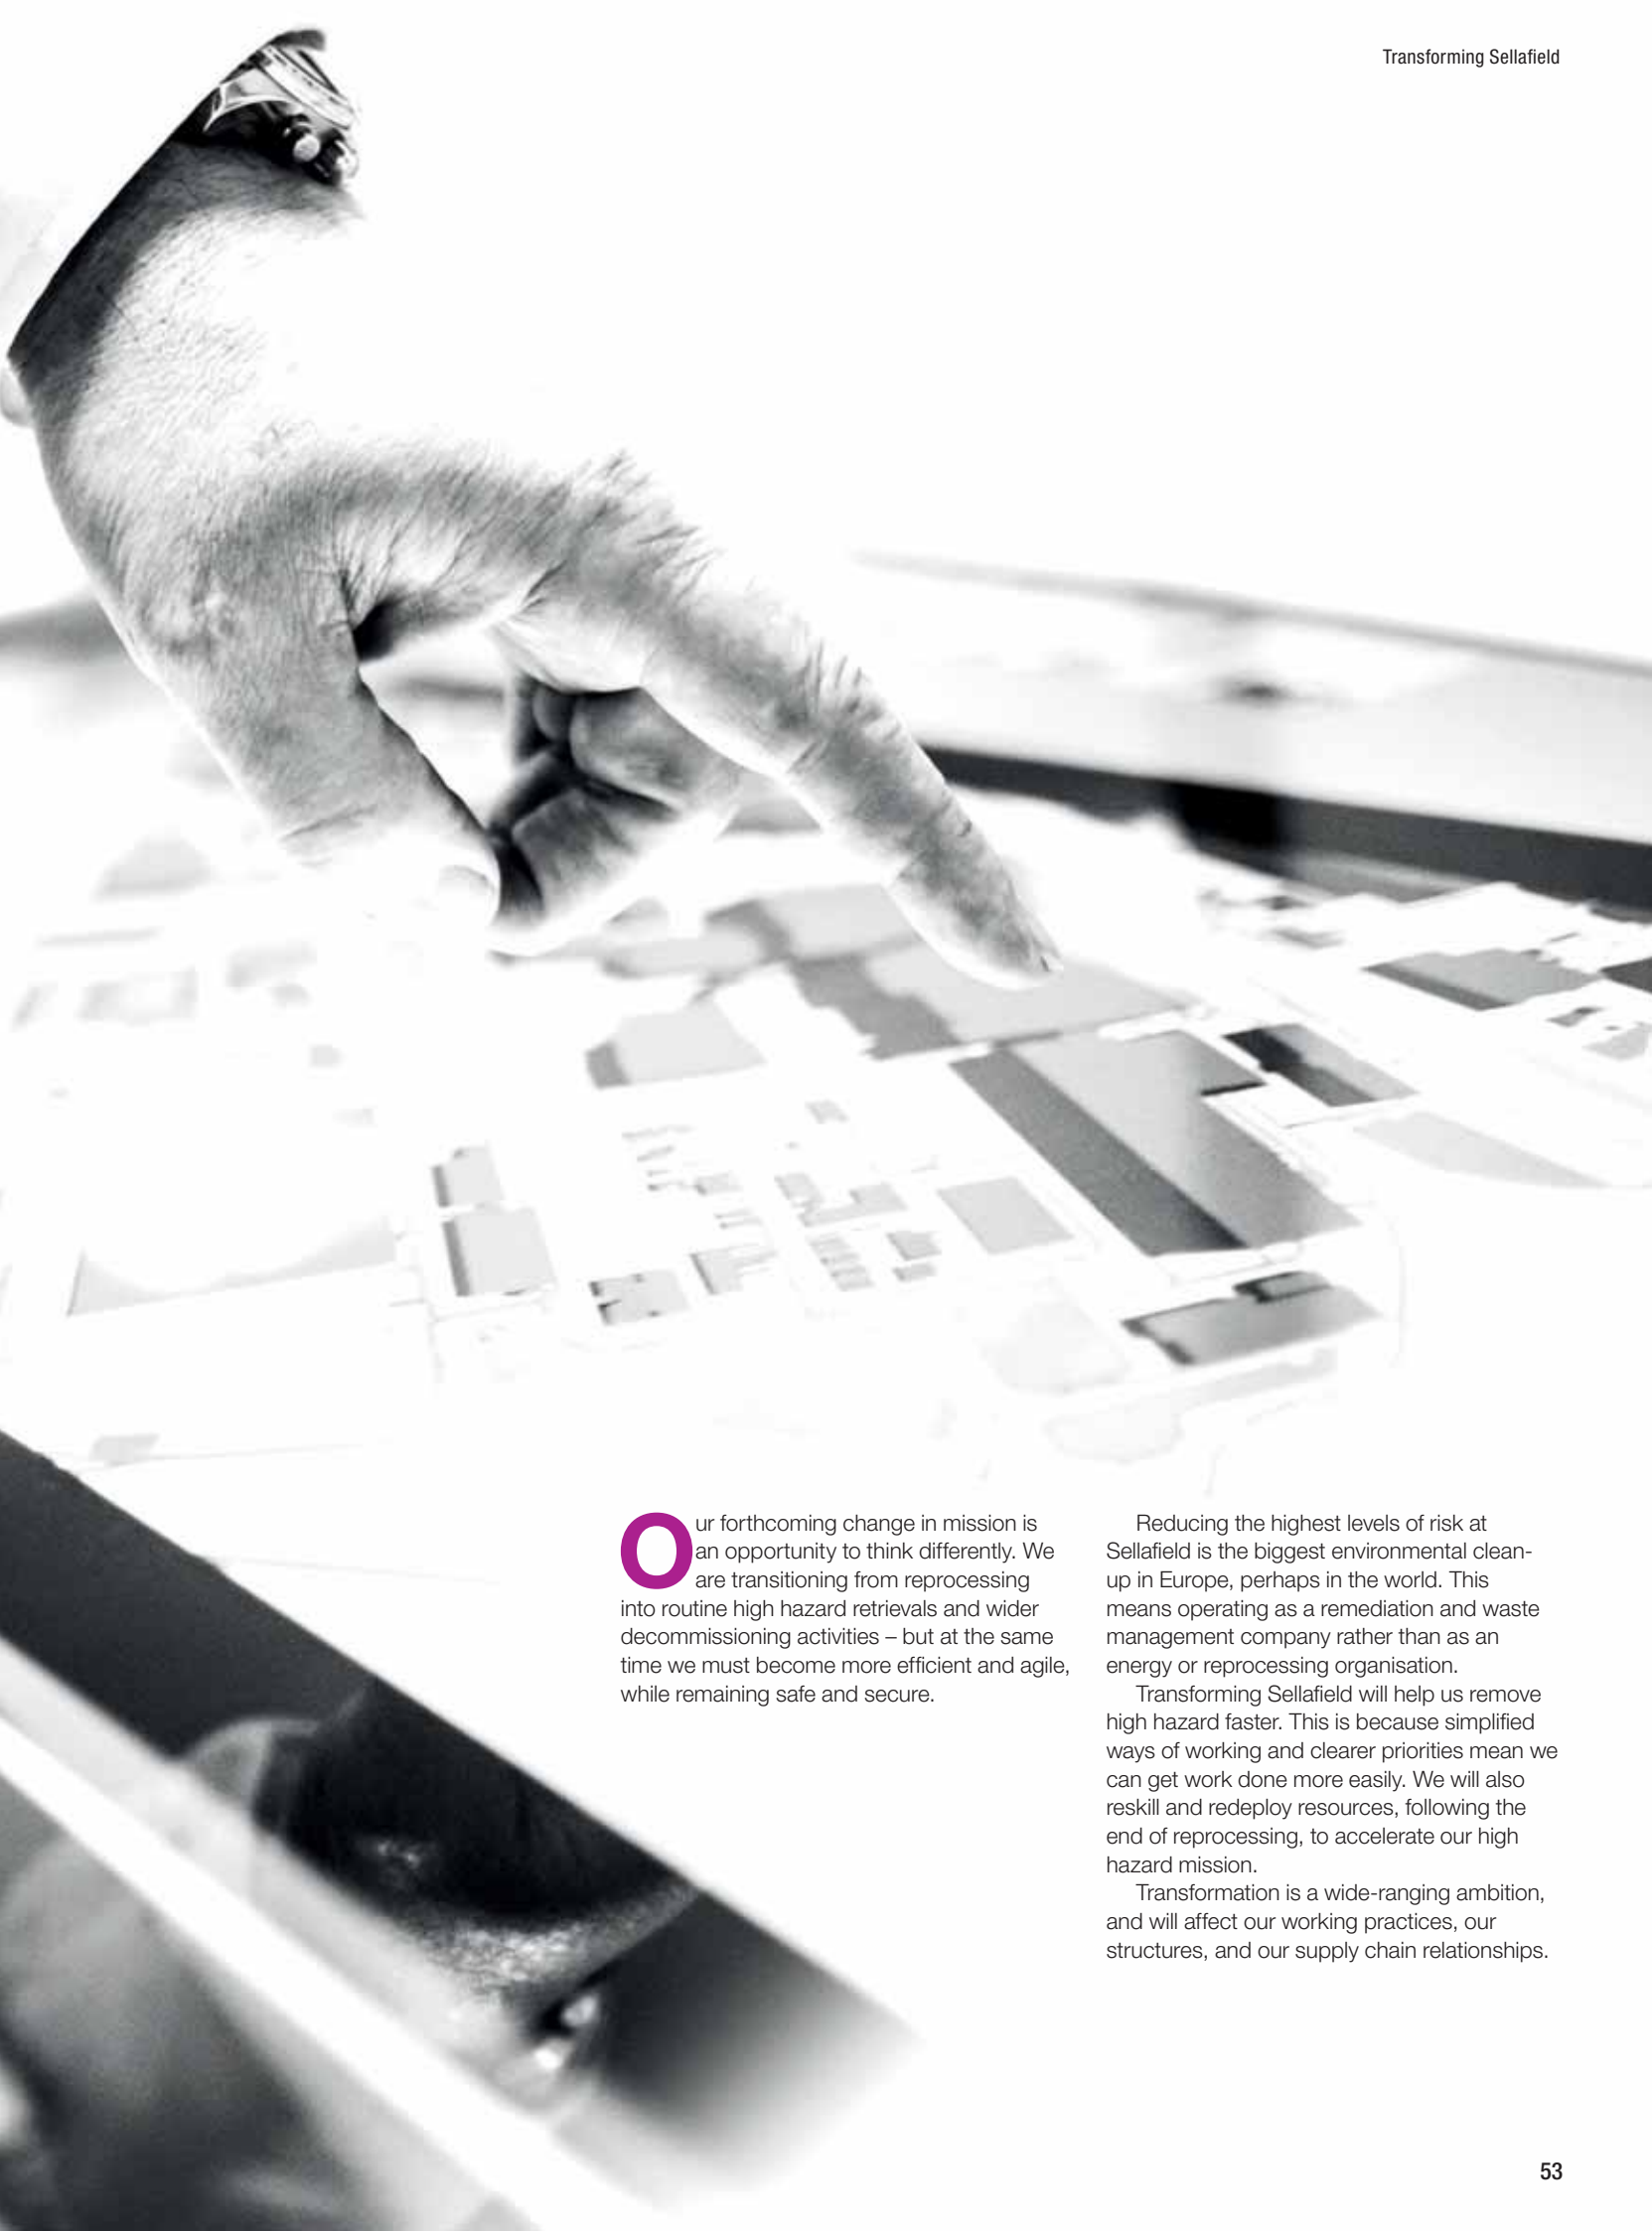 Transforming Sellafield
Our forthcoming change in mission is
an opportunity to think differently. We
are transitioning from reprocessing
into routine high hazard retrievals and wider
decommissioning activities – but at the same
time we must become more efficient and agile,
while remaining safe and secure.
Reducing the highest levels of risk at
Sellafield is the biggest environmental clean-
up in Europe, perhaps in the world. This
means operating as a remediation and waste
management company rather than as an
energy or reprocessing organisation.
Transforming Sellafield will help us remove
high hazard faster. This is because simplified
ways of working and clearer priorities mean we
can get work done more easily. We will also
reskill and redeploy resources, following the
end of reprocessing, to accelerate our high
hazard mission.
Transformation is a wide-ranging ambition,
and will affect our working practices, our
structures, and our supply chain relationships.
53